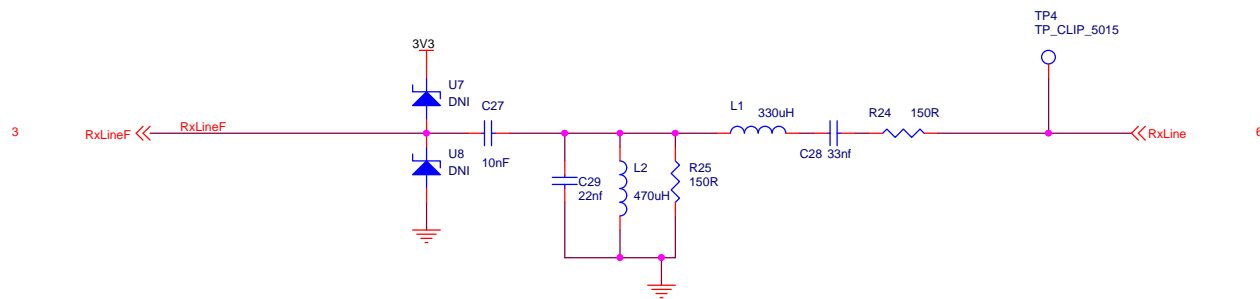 TP4
TP_CLIP_5015
3V3
U7
DNI
C27
L1
330uH
R24
150R
3
RxLineF
RxLineF
RxLine
6
U8
DNI
10nF
C28 33nf
C29
22nf
L2
470uH
R25
150R